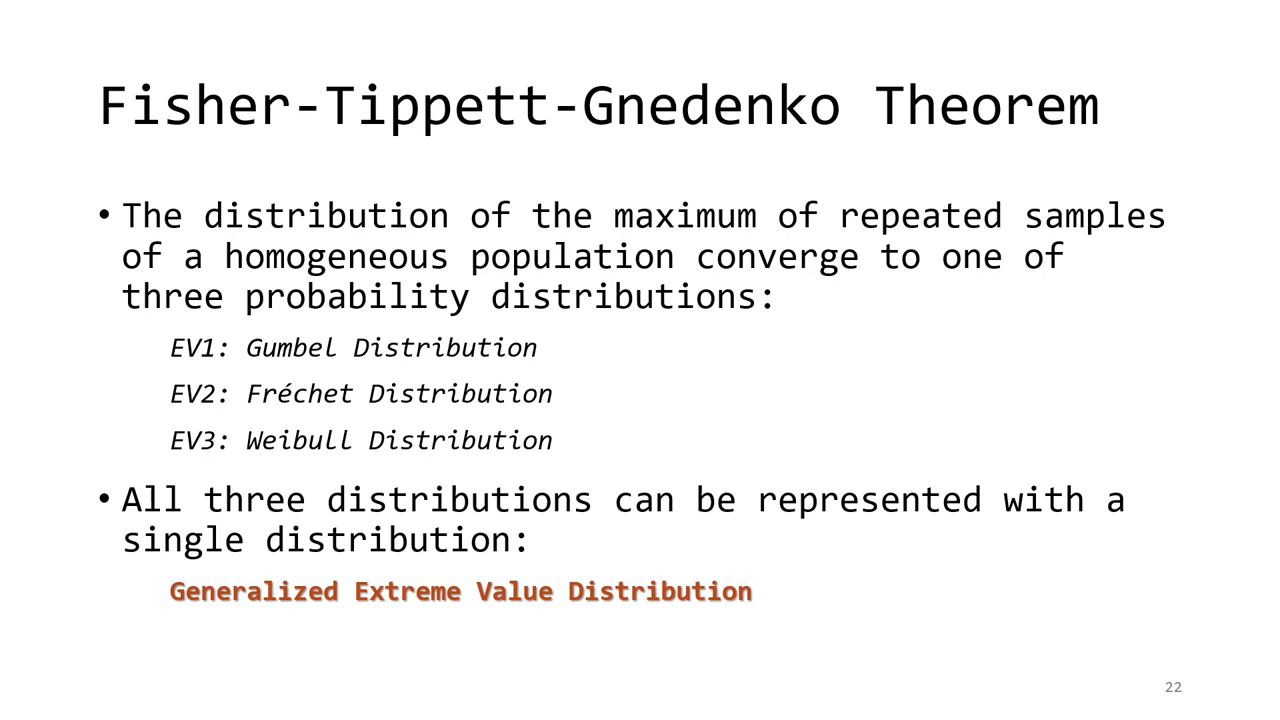 Fisher-Tippett-Gnedenko Theorem
• The distribution of the maximum of repeated samples
of a homogeneous population converge to one of
three probability distributions:
EV1: Gumbel Distribution
EV2: Fréchet Distribution
EV3: Weibull Distribution
• All three distributions can be represented with a
single distribution:
Generalized Extreme Value Distribution
22